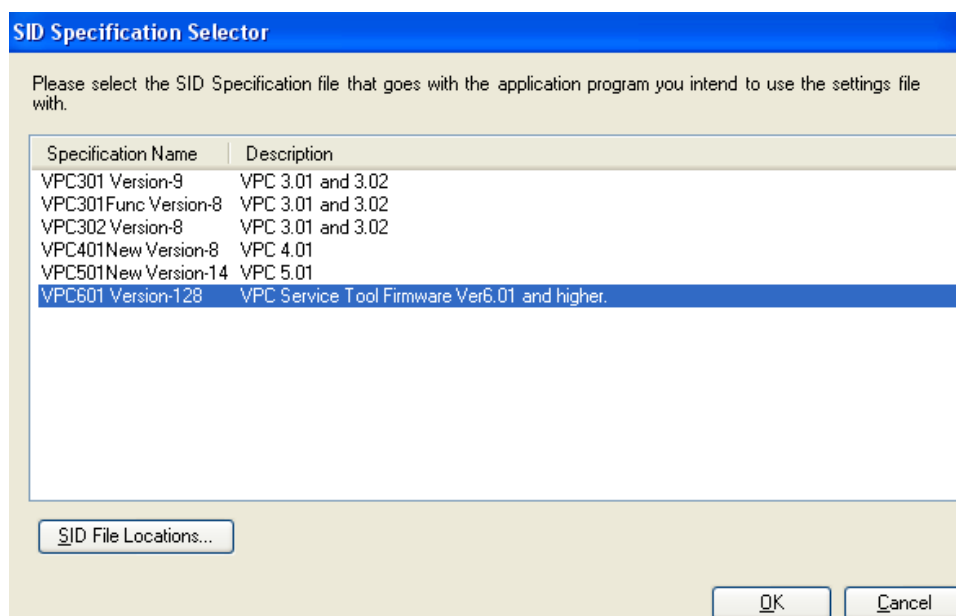 SID Specification Selector
Please select the SID Specification file that goes with the application program you intend to use the settings file
with.
Specification Name Description
VPC301 Version-9 VPC 3.01 and 3.02
VPC301Func Version-8 VPC 3.01 and 3.02
VPC302 Version-8 VPC 3.01 and 3.02
VPC401New Version-8 VPC 4.01
VPC501New Version-14 VPC 5.01
VPC601 Version-128 VPC Service Tool Firmware Ver6.01 and higher.
SID File Locations...
OK Cancel